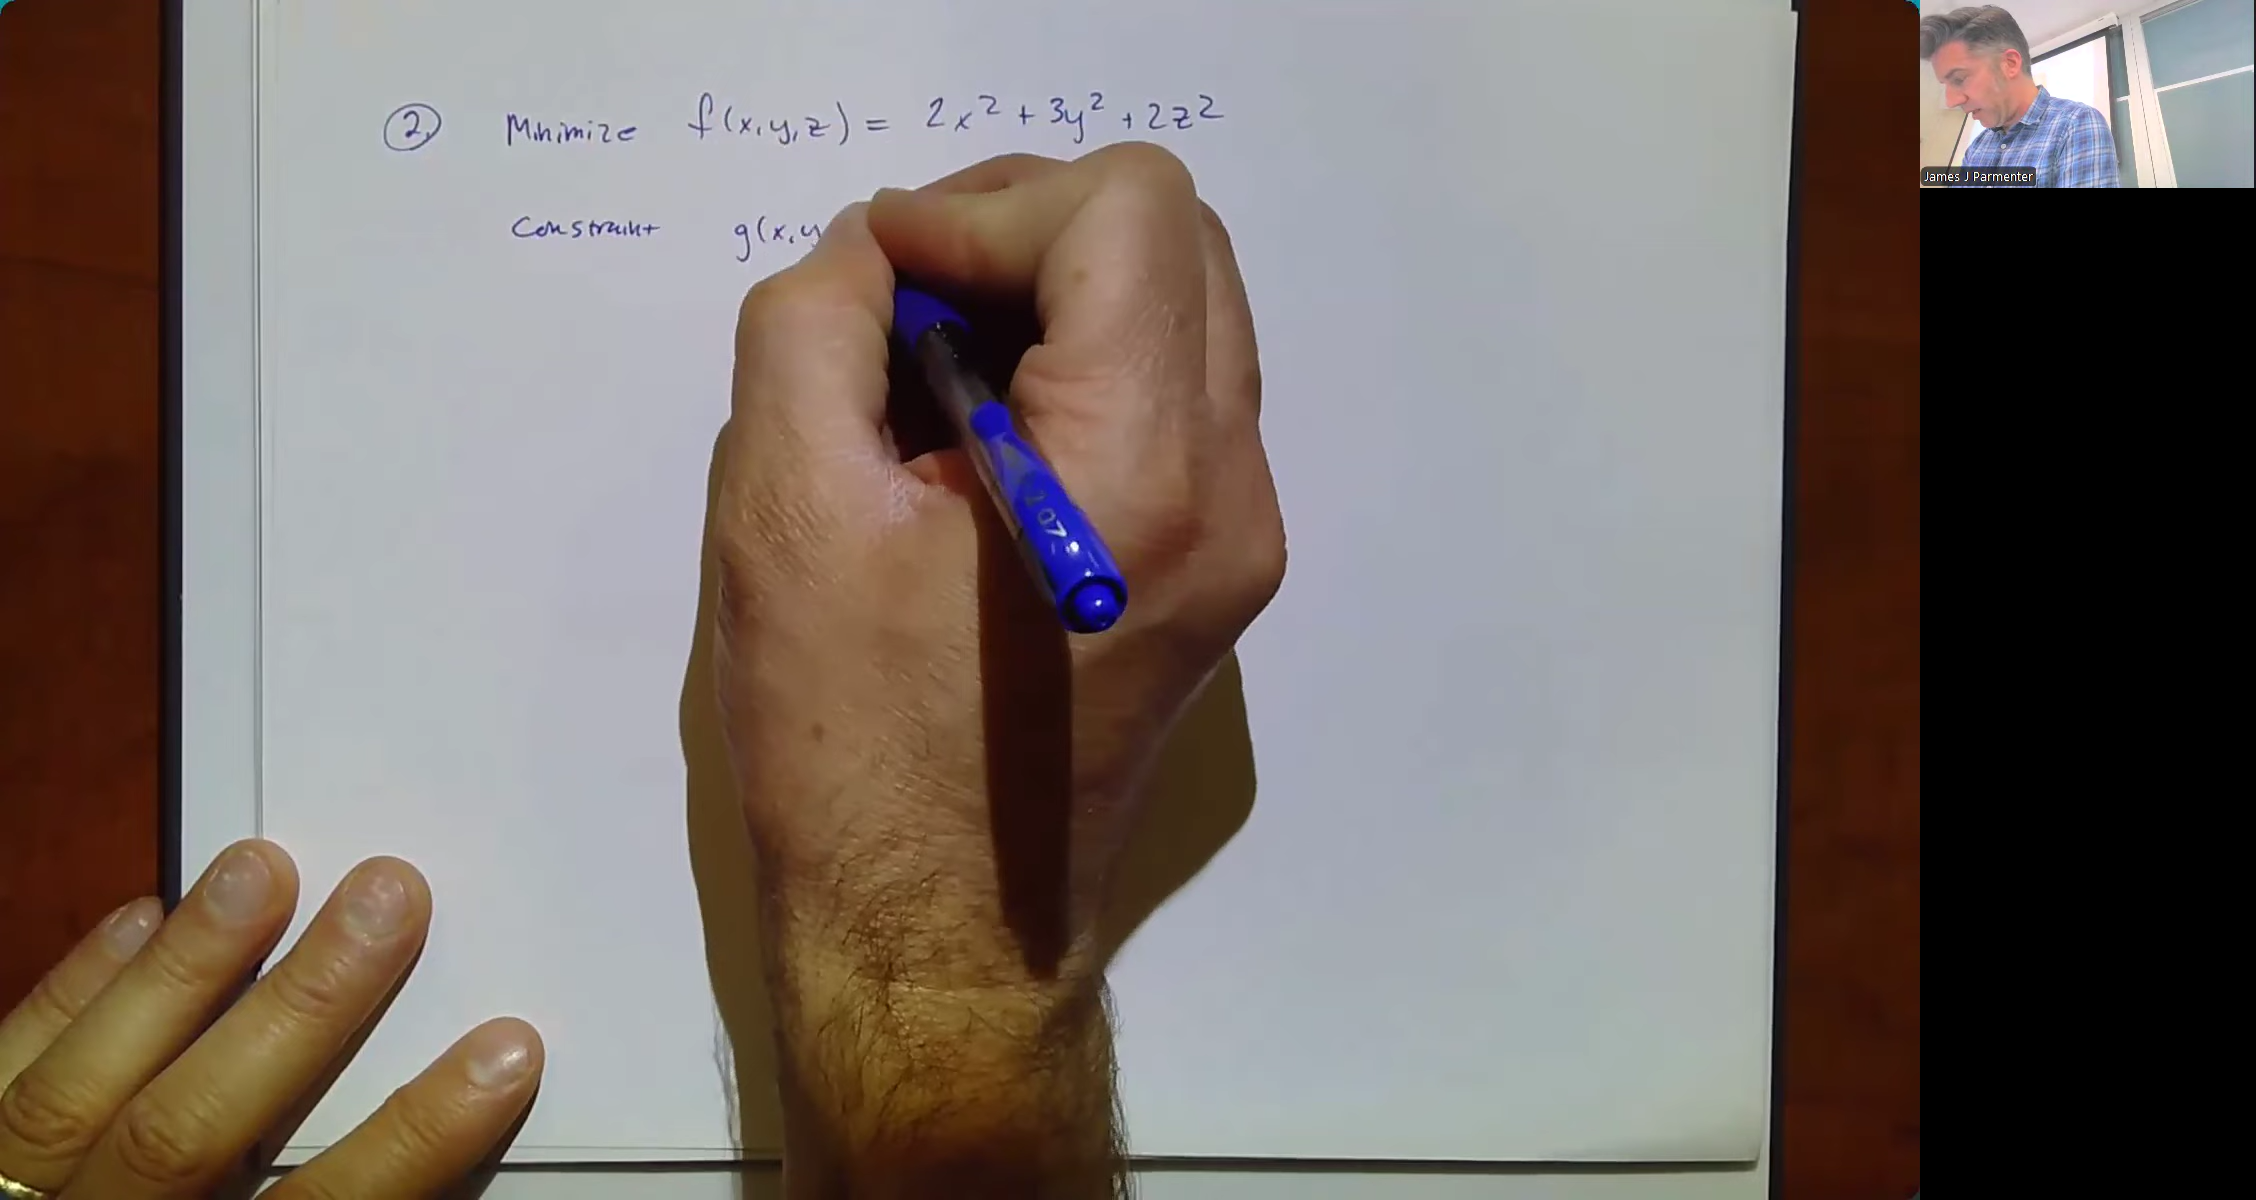 2. Minimize f(x,y,z) = 2x² + 3y² + 2z²
Constraint g(x,y
James J Parmenter